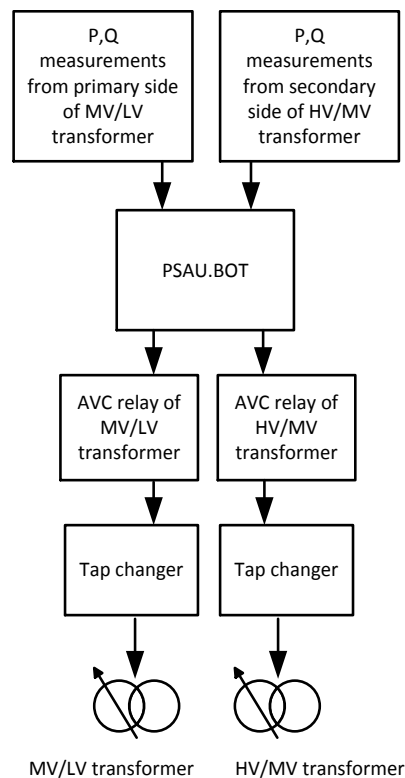 P,Q
measurements
from primary side
of MV/LV
transformer
P,Q
measurements
from secondary
side of HV/MV
transformer
PSAU.BOT
AVC relay of
MV/LV
transformer
AVC relay of
HV/MV
transformer
Tap changer
Tap changer
MV/LV transformer
HV/MV transformer